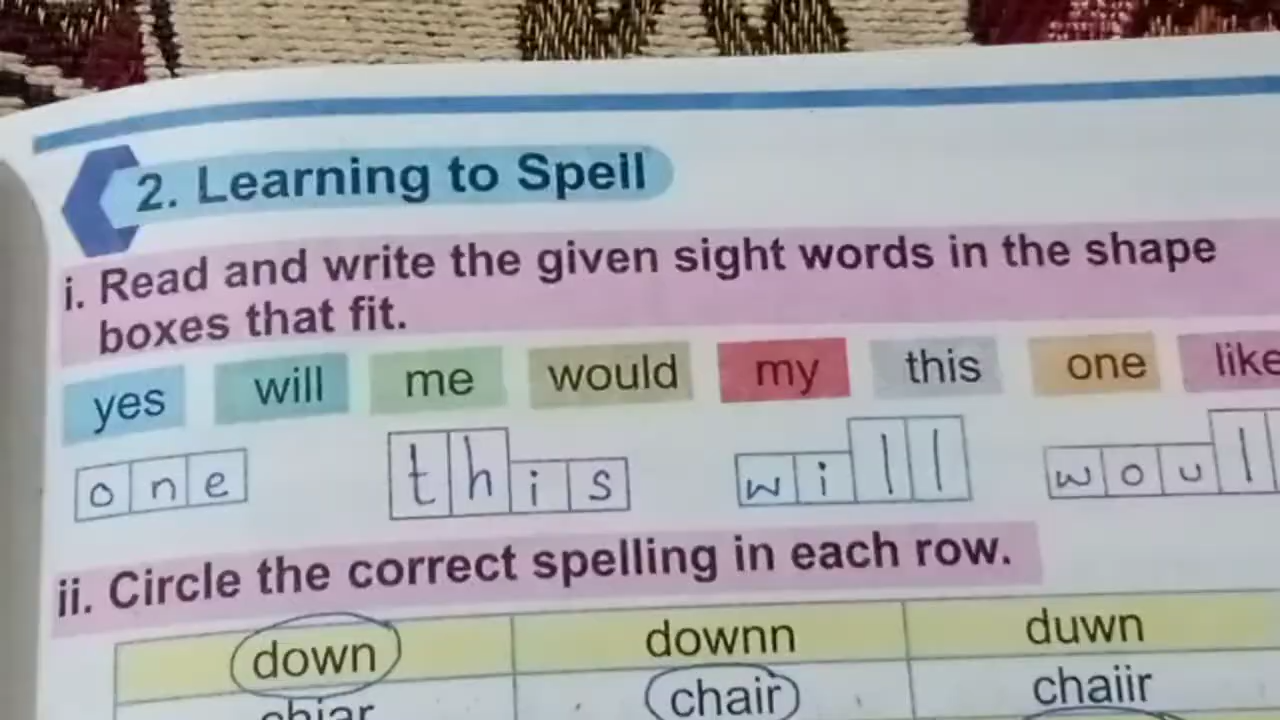 2. Learning to Spell
i. Read and write the given sight words in the shape
boxes that fit.
yes will me would my this one like
one this will woul
ii. Circle the correct spelling in each row.
down downn duwn
chiar chair chaiir